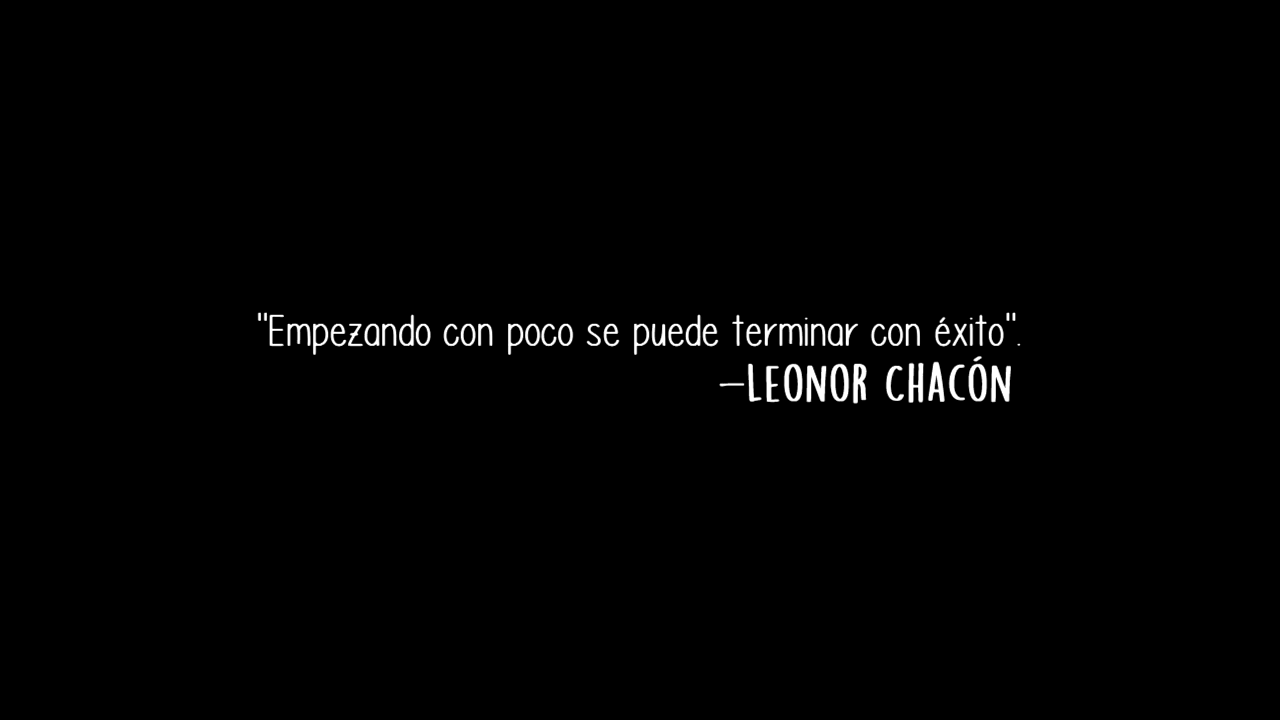 "Empezando con poco se puede terminar con éxito".
—LEONOR CHACÓN